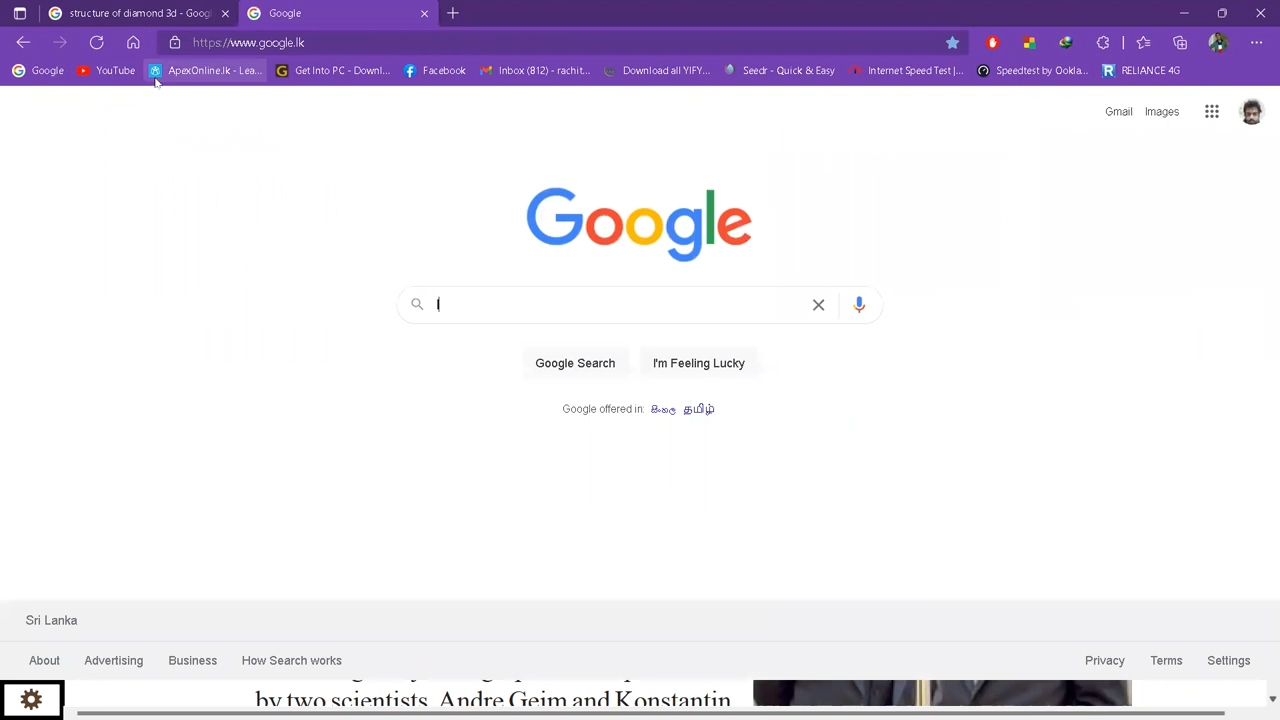 structure of diamond 3d - Googl
Google
https://www.google.lk
Google
YouTube
ApexOnline.lk - Lea...
Get Into PC - Downl...
Facebook
Inbox (812) - rachit...
Download all YIFY...
Seedr - Quick & Easy
Internet Speed Test |...
Speedtest by Ookla...
RELIANCE 4G
Gmail
Images
Google
l
Google Search
I'm Feeling Lucky
Google offered in: සිංහල தமிழ்
Sri Lanka
About
Advertising
Business
How Search works
Privacy
Terms
Settings
by two scientists, Andre Geim and Konstantin